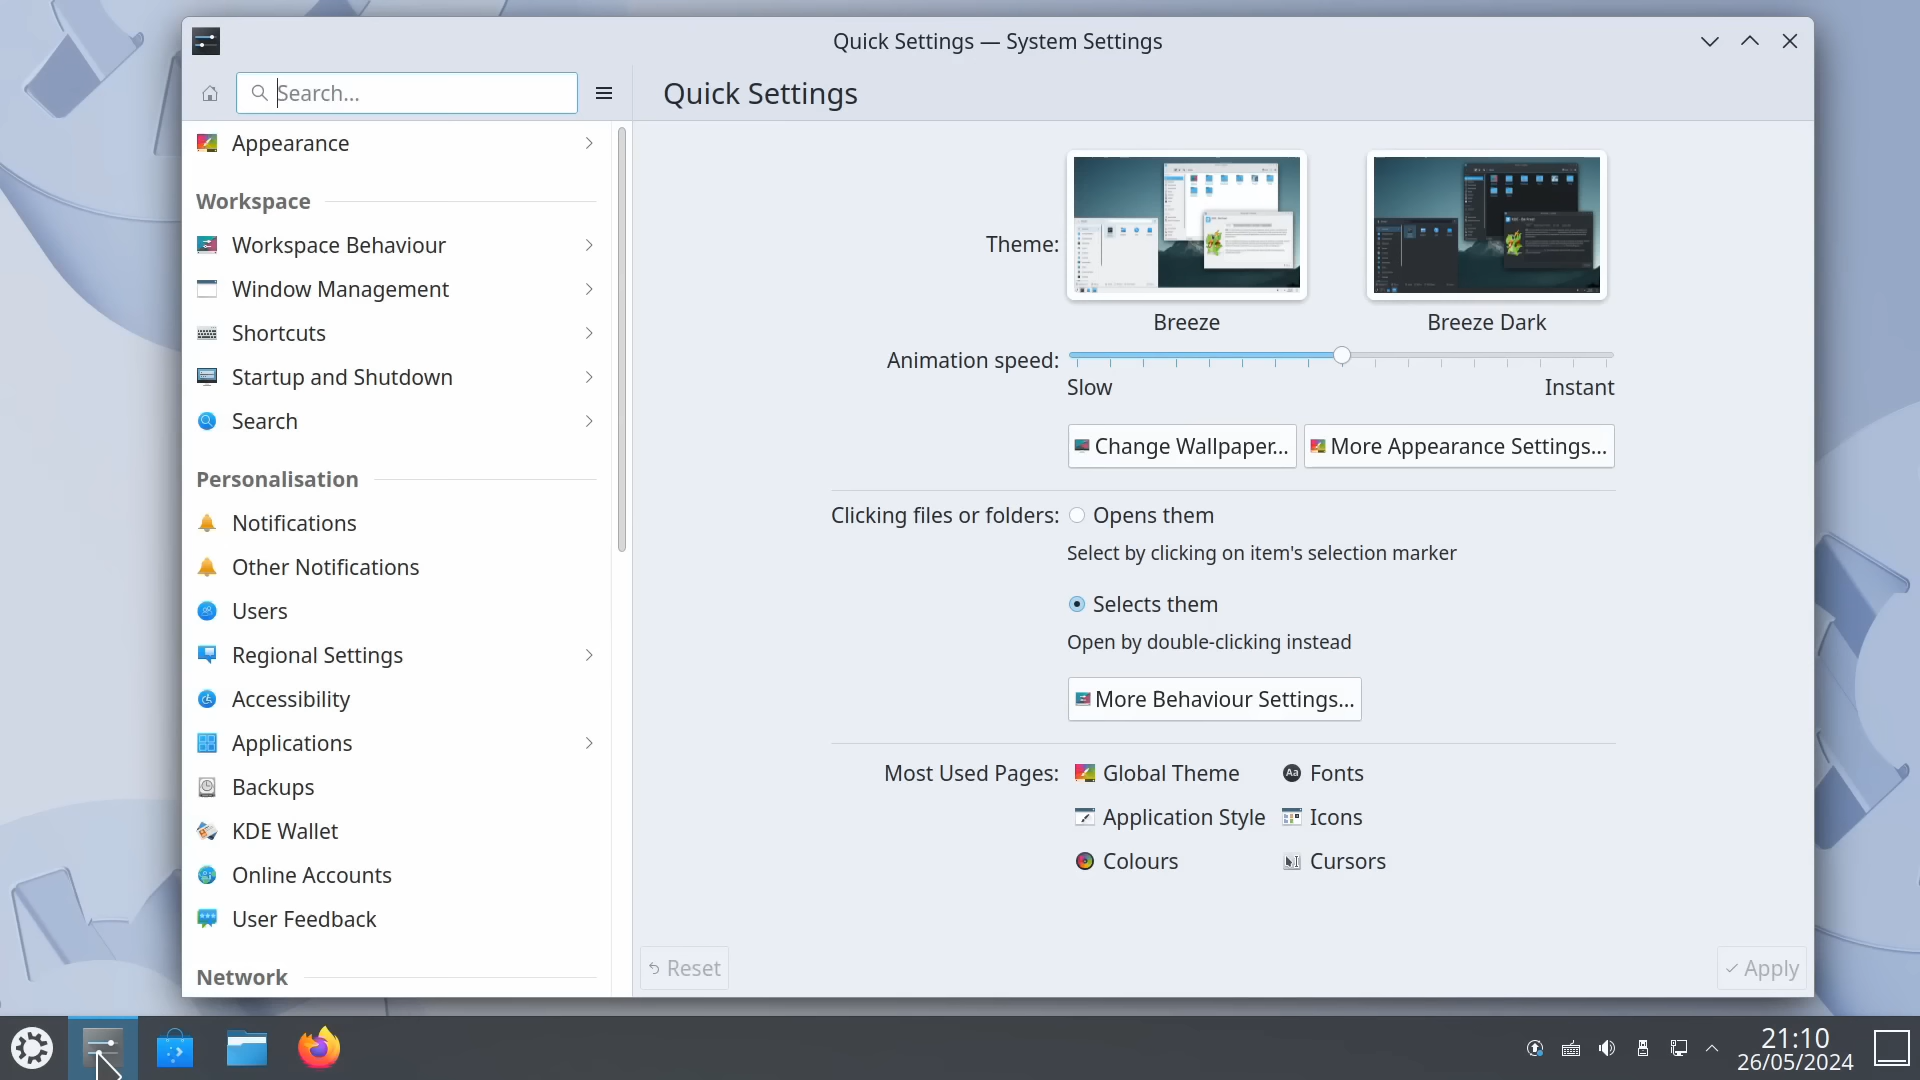 Quick Settings — System Settings
Search...
Quick Settings
Appearance
Workspace
Workspace Behaviour
Window Management
Shortcuts
Startup and Shutdown
Search
Personalisation
Notifications
Other Notifications
Users
Regional Settings
Accessibility
Applications
Backups
KDE Wallet
Online Accounts
User Feedback
Network
Theme:
Breeze
Breeze Dark
Animation speed:
Slow
Instant
Change Wallpaper...
More Appearance Settings...
Clicking files or folders:
Opens them
Select by clicking on item's selection marker
Selects them
Open by double-clicking instead
More Behaviour Settings...
Most Used Pages:
Global Theme
Fonts
Application Style
Icons
Colours
Cursors
Reset
Apply
21:10
26/05/2024